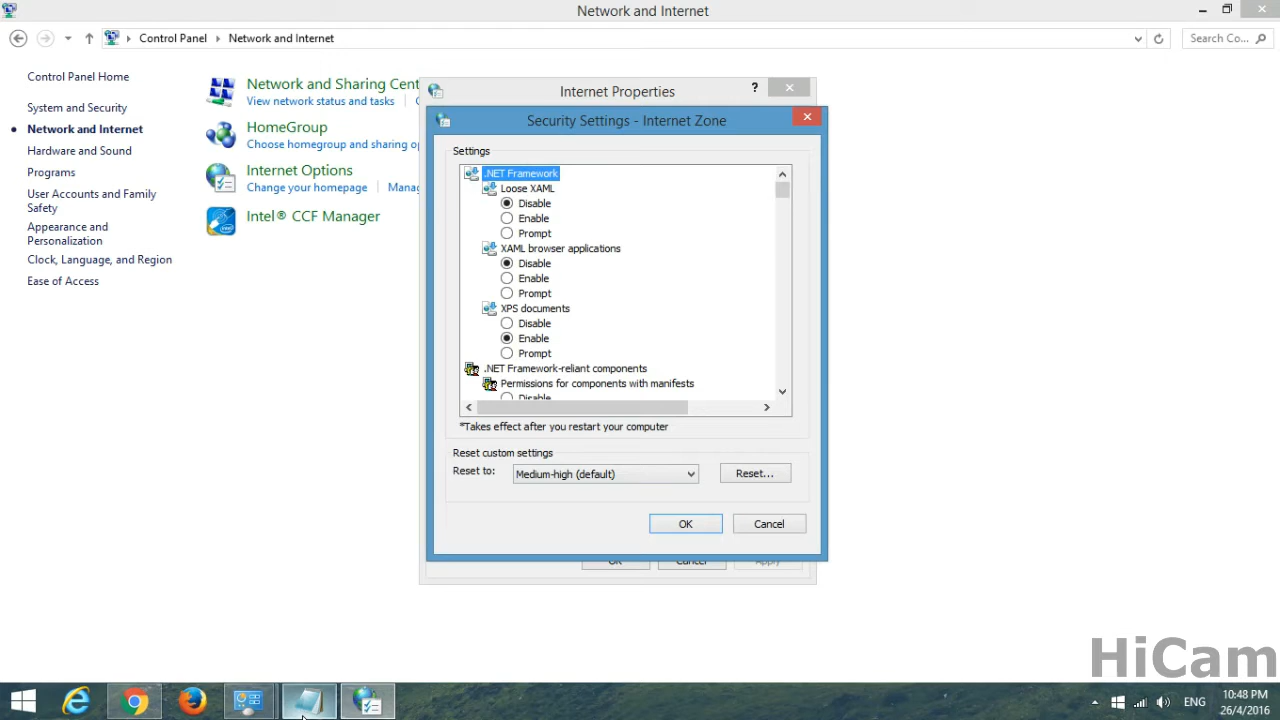 Network and Internet
Control Panel Network and Internet
Search Co...
Control Panel Home
System and Security
Network and Internet
Hardware and Sound
Programs
User Accounts and Family
Safety
Appearance and
Personalization
Clock, Language, and Region
Ease of Access
Network and Sharing Cent
View network status and tasks
HomeGroup
Choose homegroup and sharing op
Internet Options
Change your homepage
Manag
Intel® CCF Manager
Internet Properties
?
Security Settings - Internet Zone
Settings
.NET Framework
Loose XAML
Disable
Enable
Prompt
XAML browser applications
Disable
Enable
Prompt
XPS documents
Disable
Enable
Prompt
.NET Framework-reliant components
Permissions for components with manifests
Disable
*Takes effect after you restart your computer
Reset custom settings
Reset to:
Medium-high (default)
Reset...
OK
Cancel
OK
Cancel
Apply
HiCam
ENG
10:48 PM
26/4/2016